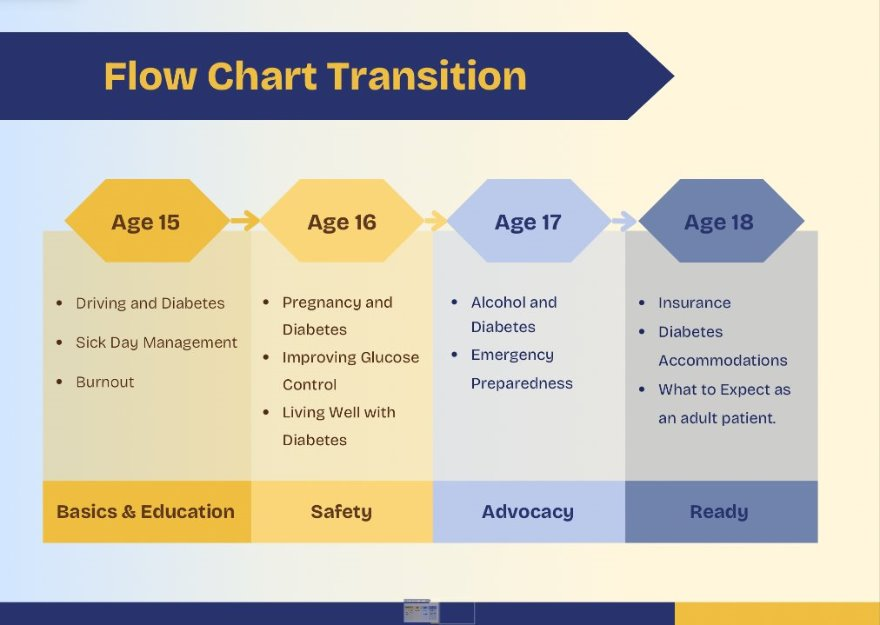 Flow Chart Transition
Age 15
Age 16
Age 17
Age 18
Driving and Diabetes
Sick Day Management
Burnout
Pregnancy and
Diabetes
Improving Glucose
Control
Living Well with
Diabetes
Alcohol and
Diabetes
Emergency
Preparedness
Insurance
Diabetes
Accommodations
What to Expect as
an adult patient.
Basics & Education
Safety
Advocacy
Ready